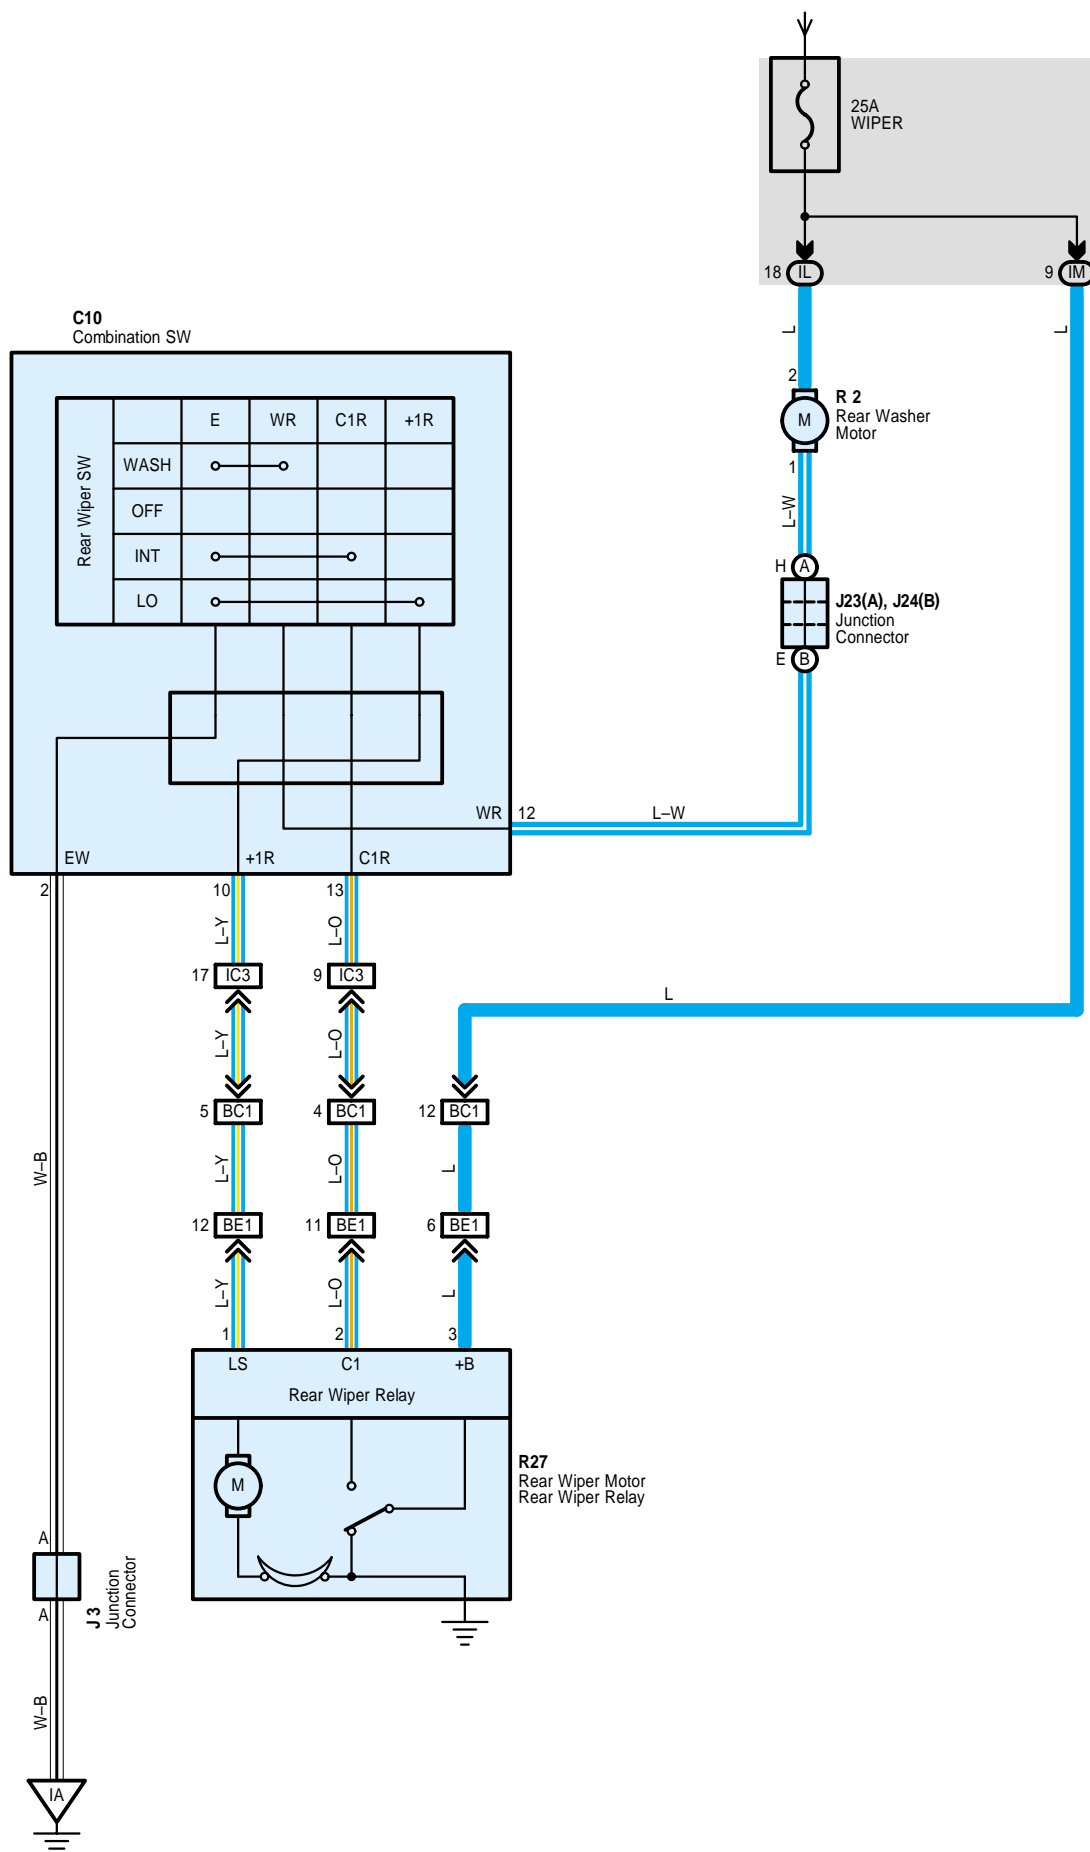 25A
WIPER
18 IL
9 IM
L
L
C10
Combination SW
2
R 2
Rear Washer
Motor
M
1
L–W
Rear Wiper SW
E WR C1R +1R
WASH
OFF
INT
LO
H A
J23(A), J24(B)
Junction
Connector
E B
WR 12 L–W
EW +1R C1R
2 10 13
L–Y L–O
17 IC3 9 IC3
L
L–Y L–O
5 BC1 4 BC1 12 BC1
W–B
L–Y L–O L
12 BE1 11 BE1 6 BE1
L–Y L–O L
1 2 3
LS C1 +B
Rear Wiper Relay
M
R27
Rear Wiper Motor
Rear Wiper Relay
A
J 3
Junction
Connector
A
W–B
IA